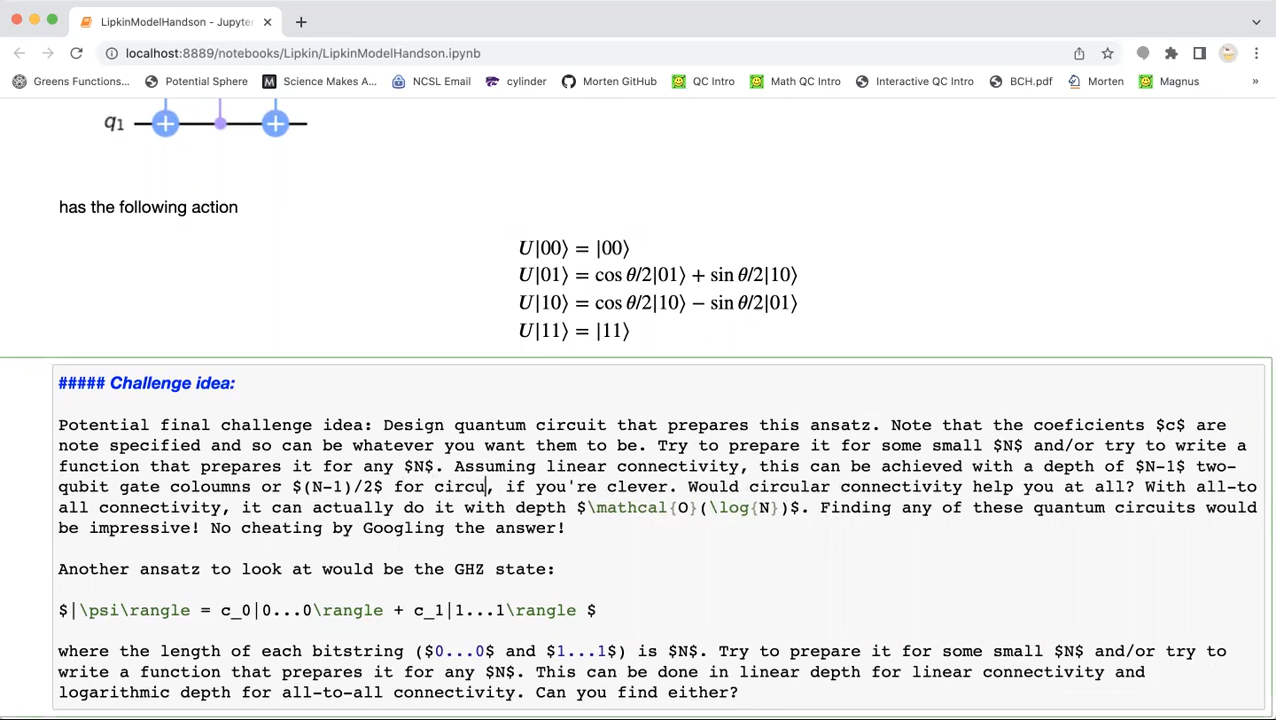 LipkinModelHandson - Jupyter
localhost:8889/notebooks/Lipkin/LipkinModelHandson.ipynb
Greens Functions... Potential Sphere Science Makes A... NCSL Email cylinder Morten GitHub QC Intro Math QC Intro Interactive QC Intro BCH.pdf Morten Magnus »
q1
has the following action
U|00⟩ = |00⟩
U|01⟩ = cos θ/2|01⟩ + sin θ/2|10⟩
U|10⟩ = cos θ/2|10⟩ − sin θ/2|01⟩
U|11⟩ = |11⟩
##### Challenge idea:
Potential final challenge idea: Design quantum circuit that prepares this ansatz. Note that the coeficients $c$ are
note specified and so can be whatever you want them to be. Try to prepare it for some small $N$ and/or try to write a
function that prepares it for any $N$. Assuming linear connectivity, this can be achieved with a depth of $N-1$ two-
qubit gate coloumns or $(N-1)/2$ for circu, if you're clever. Would circular connectivity help you at all? With all-to
all connectivity, it can actually do it with depth $\mathcal{O}(\log{N})$. Finding any of these quantum circuits would
be impressive! No cheating by Googling the answer!
Another ansatz to look at would be the GHZ state:
$|\psi\rangle = c_0|0...0\rangle + c_1|1...1\rangle $
where the length of each bitstring ($0...0$ and $1...1$) is $N$. Try to prepare it for some small $N$ and/or try to
write a function that prepares it for any $N$. This can be done in linear depth for linear connectivity and
logarithmic depth for all-to-all connectivity. Can you find either?